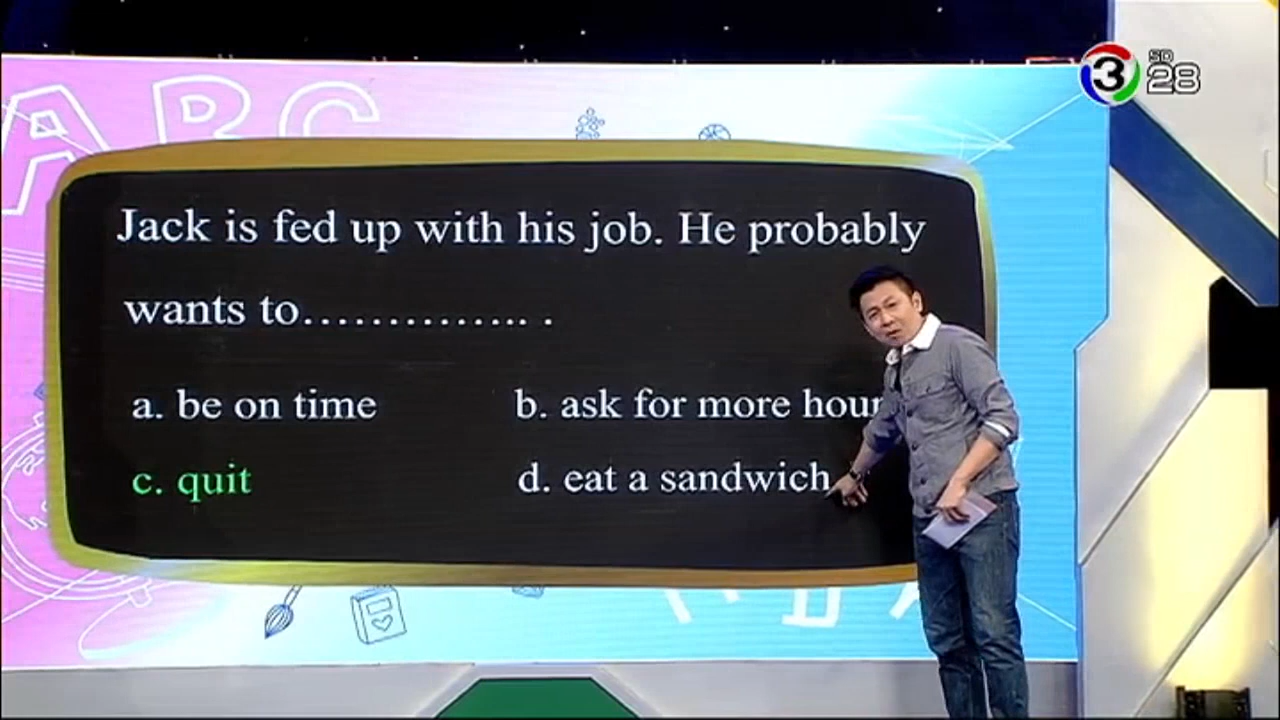 3 SD
28
ABC
Jack is fed up with his job. He probably
wants to................ .
a. be on time
b. ask for more hour
c. quit
d. eat a sandwich